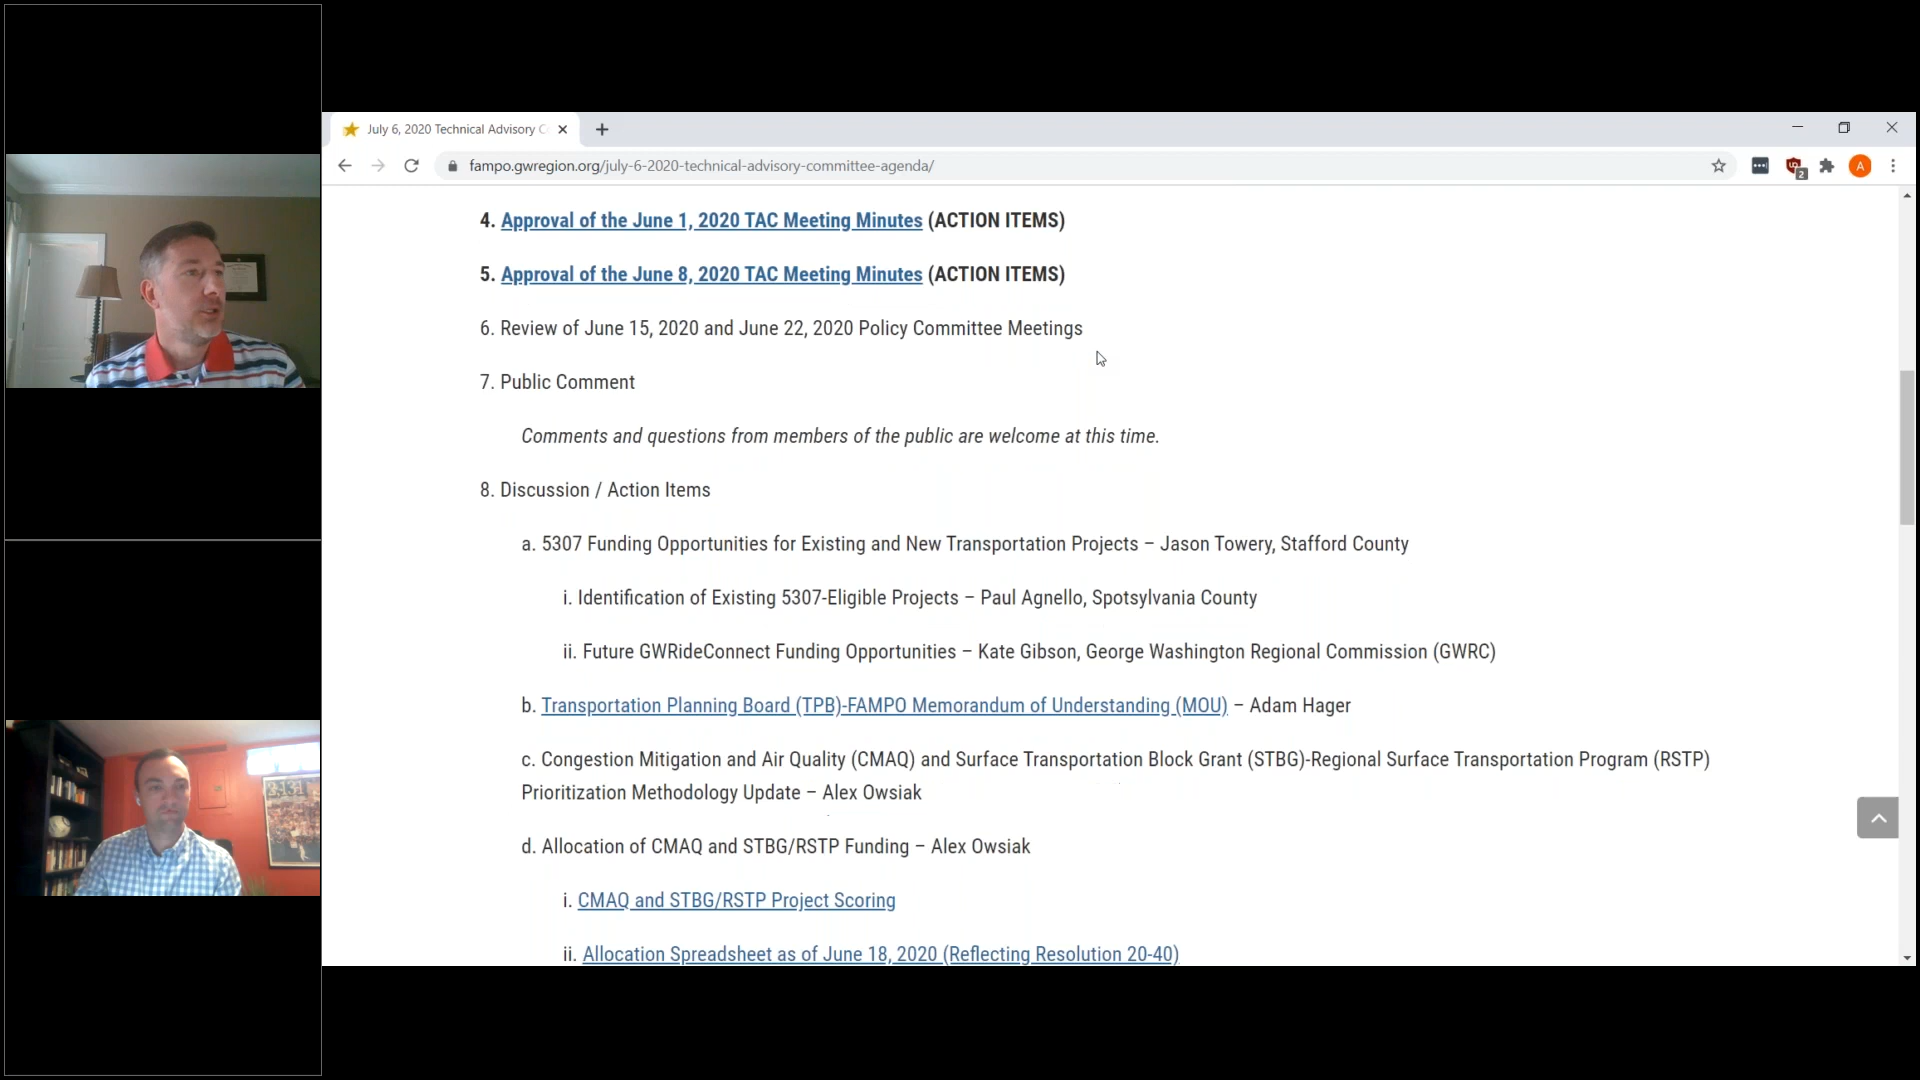 July 6, 2020 Technical Advisory C
fampo.gwregion.org/july-6-2020-technical-advisory-committee-agenda/
2
A
4. Approval of the June 1, 2020 TAC Meeting Minutes (ACTION ITEMS)
5. Approval of the June 8, 2020 TAC Meeting Minutes (ACTION ITEMS)
6. Review of June 15, 2020 and June 22, 2020 Policy Committee Meetings
7. Public Comment
Comments and questions from members of the public are welcome at this time.
8. Discussion / Action Items
a. 5307 Funding Opportunities for Existing and New Transportation Projects – Jason Towery, Stafford County
i. Identification of Existing 5307-Eligible Projects – Paul Agnello, Spotsylvania County
ii. Future GWRideConnect Funding Opportunities – Kate Gibson, George Washington Regional Commission (GWRC)
b. Transportation Planning Board (TPB)-FAMPO Memorandum of Understanding (MOU) – Adam Hager
c. Congestion Mitigation and Air Quality (CMAQ) and Surface Transportation Block Grant (STBG)-Regional Surface Transportation Program (RSTP)
Prioritization Methodology Update – Alex Owsiak
d. Allocation of CMAQ and STBG/RSTP Funding – Alex Owsiak
i. CMAQ and STBG/RSTP Project Scoring
ii. Allocation Spreadsheet as of June 18, 2020 (Reflecting Resolution 20-40)